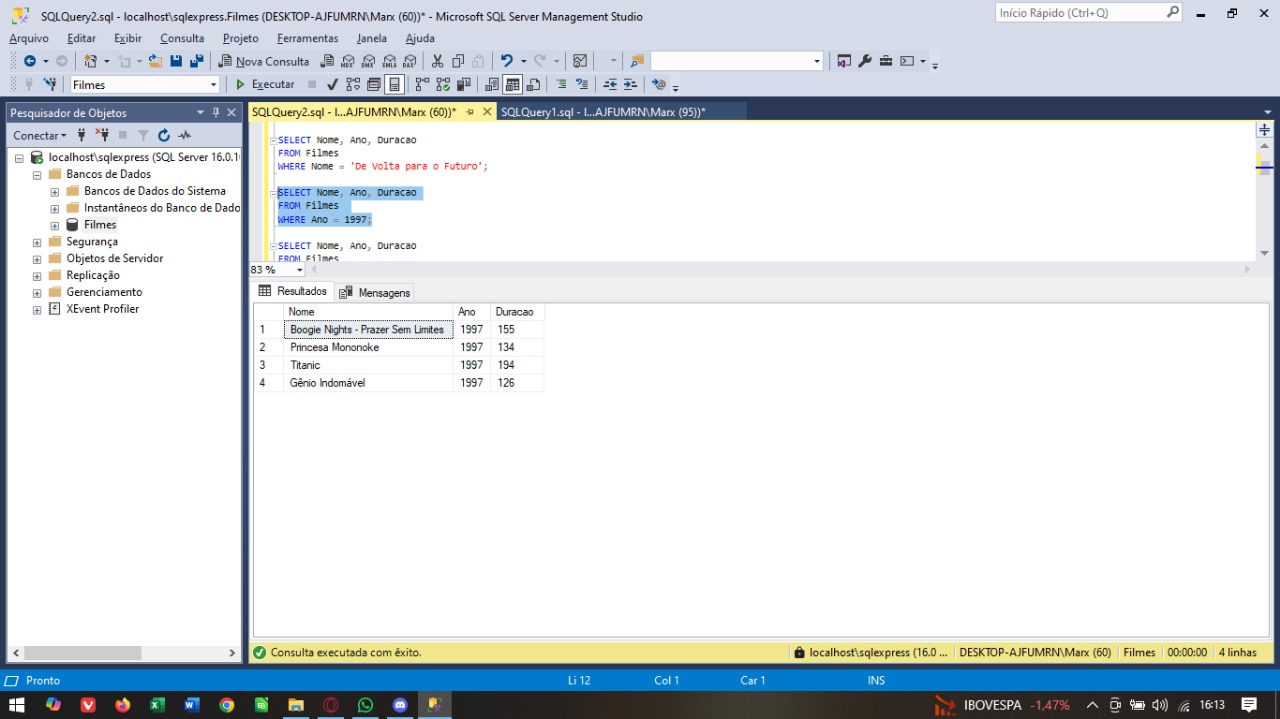 SQLQuery2.sql - localhost\sqlexpress.Filmes (DESKTOP-AJFUMRN\Marx (60))* - Microsoft SQL Server Management Studio
Início Rápido (Ctrl+Q)
Arquivo Editar Exibir Consulta Projeto Ferramentas Janela Ajuda
Nova Consulta
Filmes Executar
Pesquisador de Objetos
SQLQuery2.sql - l...AJFUMRN\Marx (60))* SQLQuery1.sql - l...AJFUMRN\Marx (95))*
Conectar
localhost\sqlexpress (SQL Server 16.0.10
Bancos de Dados
Bancos de Dados do Sistema
Instantâneos do Banco de Dado
Filmes
Segurança
Objetos de Servidor
Replicação
Gerenciamento
XEvent Profiler
SELECT Nome, Ano, Duracao
FROM Filmes
WHERE Nome = 'De Volta para o Futuro';
SELECT Nome, Ano, Duracao
FROM Filmes
WHERE Ano = 1997;
SELECT Nome, Ano, Duracao
FROM Filmes
83 %
Resultados Mensagens
Nome Ano Duracao
1 Boogie Nights - Prazer Sem Limites 1997 155
2 Princesa Mononoke 1997 134
3 Titanic 1997 194
4 Gênio Indomável 1997 126
Consulta executada com êxito. localhost\sqlexpress (16.0 ... DESKTOP-AJFUMRN\Marx (60) Filmes 00:00:00 4 linhas
Pronto Li 12 Col 1 Car 1 INS
IBOVESPA -1,47% 16:13